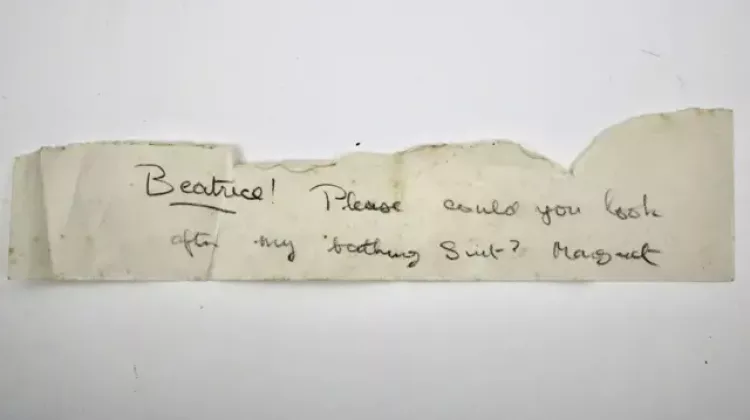 Beatrice! Please could you look
after my bathing Suit? Margaret